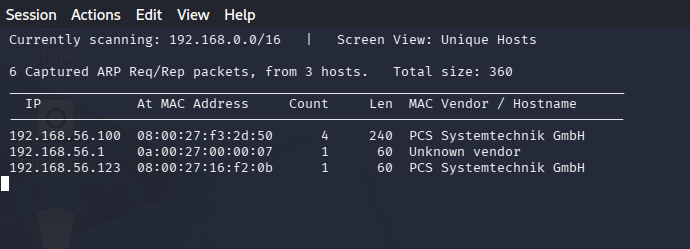 Session Actions Edit View Help
Currently scanning: 192.168.0.0/16 | Screen View: Unique Hosts
6 Captured ARP Req/Rep packets, from 3 hosts. Total size: 360
IP At MAC Address Count Len MAC Vendor / Hostname
192.168.56.100 08:00:27:f3:2d:50 4 240 PCS Systemtechnik GmbH
192.168.56.1 0a:00:27:00:00:07 1 60 Unknown vendor
192.168.56.123 08:00:27:16:f2:0b 1 60 PCS Systemtechnik GmbH